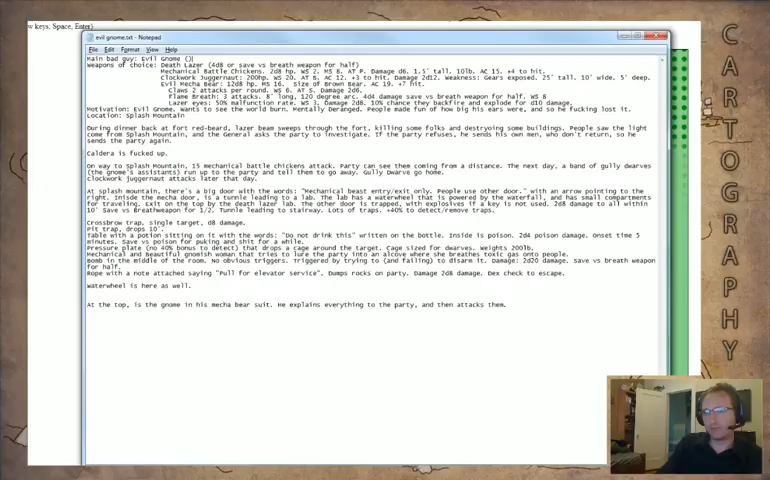 w keys, Space, Enter)
evil gnome.txt - Notepad
File Edit Format View Help
Main bad guy: Evil Gnome ()
Weapons of choice: Death Lazer (4d8 or save vs breath weapon for half)
Mechanical Battle Chickens. 2d8 hp. WS 2. MS 8. AT P. Damage d6. 1.5' tall. 10lb. AC 15. +4 to hit.
Clockwork Juggernaut: 200hp. WS 20. AT B. AC 12. +3 to hit. Damage 2d12. Weakness: Gears exposed. 25' tall. 10' wide. 5' deep.
Evil Mecha Bear: 12d8 hp. MS 16. Size of Brown Bear. AC 19. +7 hit.
Claws 2 attacks per round. WS 6. AT S. Damage 2d6.
Flame Breath: 3 attacks. 8' long, 120 degree arc. 4d4 damage save vs breath weapon for half. WS 8
Lazer eyes: 50% malfunction rate. WS 3. Damage 2d8. 10% chance they backfire and explode for d10 damage.
Motivation: Evil Gnome. wants to see the world burn. Mentally Deranged. People made fun of how big his ears were, and so he fucking lost it.
Location: Splash Mountain
During dinner back at fort red-beard, lazer beam sweeps through the fort, killing some folks and destroying some buildings. People saw the light
come from Splash Mountain, and the General asks the party to investigate. If the party refuses, he sends his own men, who don't return, so he
sends the party again.
Caldera is fucked up.
On way to Splash Mountain, 15 mechanical battle chickens attack. Party can see them coming from a distance. The next day, a band of gully dwarves
(the gnome's assistants) run up to the party and tell them to go away. Gully Dwarve go home.
Clockwork juggernaut attacks later that day.
At splash mountain, there's a big door with the words: "Mechanical beast entry/exit only. People use other door." with an arrow pointing to the
right. Inisde the mecha door, is a tunnle leading to a lab. The lab has a waterwheel that is powered by the waterfall, and has small compartments
for traveling. Exit on the top by the death lazer lab. The other door is trapped, with explosives if a key is not used. 2d8 damage to all within
10' Save vs Breathweapon for 1/2. Tunnle leading to stairway. Lots of traps. +40% to detect/remove traps.
Crossbrow trap, single target, d8 damage.
Pit trap, drops 10'.
Table with a potion sitting on it with the words: "Do not drink this" written on the bottle. Inside is poison. 2d4 poison damage. Onset time 5
minutes. Save vs poison for puking and shit for a while.
Pressure plate (no 40% bonus to detect) that drops a cage around the target. Cage sized for dwarves. Weights 200lb.
Mechanical and beautiful gnomish woman that tries to lure the party into an alcove where she breathes toxic gas onto people.
Bomb in the middle of the room. No obvious triggers. Triggered by trying to (and failing) to disarm it. Damage: 2d20 damage. save vs breath weapon
for half.
Rope with a note attached saying "Pull for elevator service". Dumps rocks on party. Damage 2d8 damage. Dex check to escape.
Waterwheel is here as well.
At the top, is the gnome in his mecha bear suit. He explains everything to the party, and then attacks them.
CARTOGRAPHY